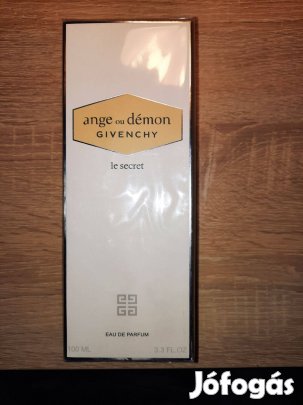 ange ou démon
GIVENCHY
le secret
EAU DE PARFUM
100 ML 3.3 FL.OZ
Jófogás